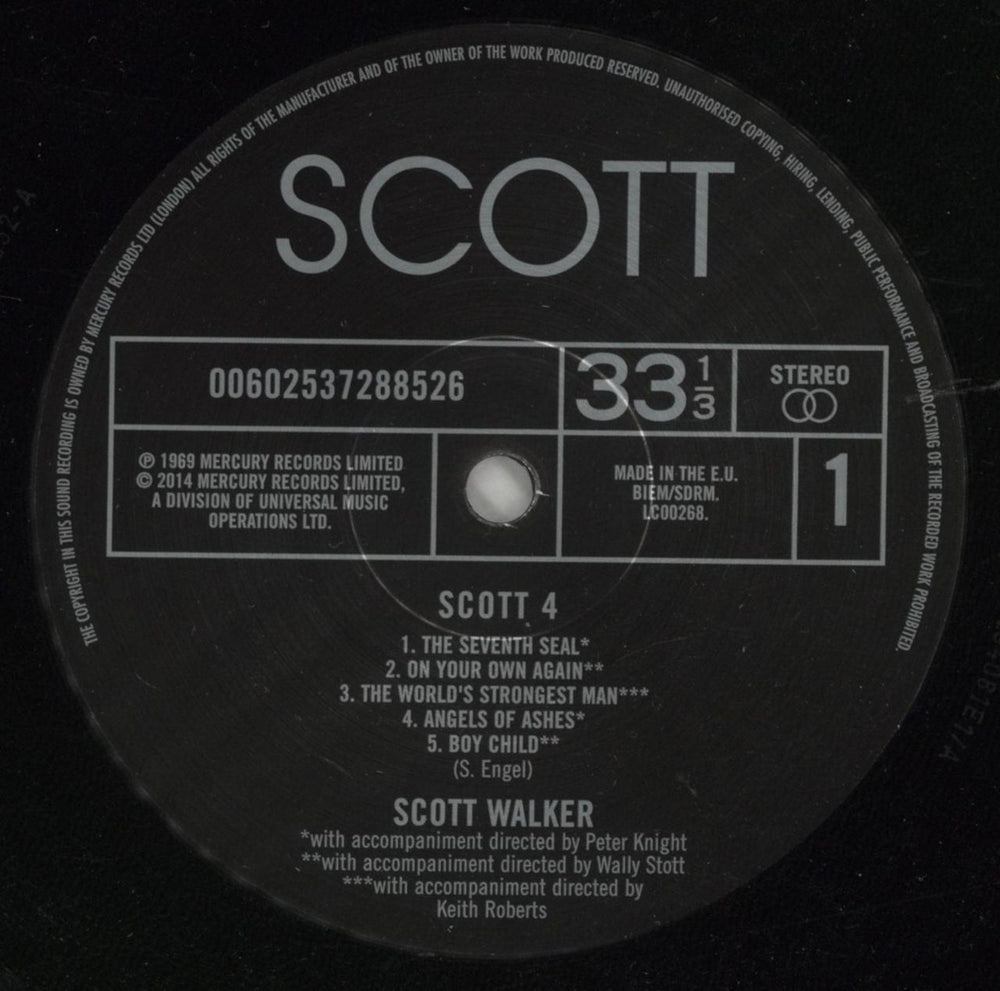 THE COPYRIGHT IN THIS SOUND RECORDING IS OWNED BY MERCURY RECORDS LTD (LONDON) ALL RIGHTS OF THE MANUFACTURER AND OF THE OWNER OF THE WORK PRODUCED RESERVED. UNAUTHORISED COPYING, HIRING, LENDING, PUBLIC PERFORMANCE AND BROADCASTING OF THE RECORDED WORK PROHIBITED.
SCOTT
00602537288526
33 1/3
STEREO
℗ 1969 MERCURY RECORDS LIMITED
© 2014 MERCURY RECORDS LIMITED,
A DIVISION OF UNIVERSAL MUSIC
OPERATIONS LTD.
MADE IN THE E.U.
BIEM/SDRM.
LC00268.
1
SCOTT 4
1. THE SEVENTH SEAL*
2. ON YOUR OWN AGAIN**
3. THE WORLD'S STRONGEST MAN***
4. ANGELS OF ASHES*
5. BOY CHILD**
(S. Engel)
SCOTT WALKER
*with accompaniment directed by Peter Knight
**with accompaniment directed by Wally Stott
***with accompaniment directed by
Keith Roberts